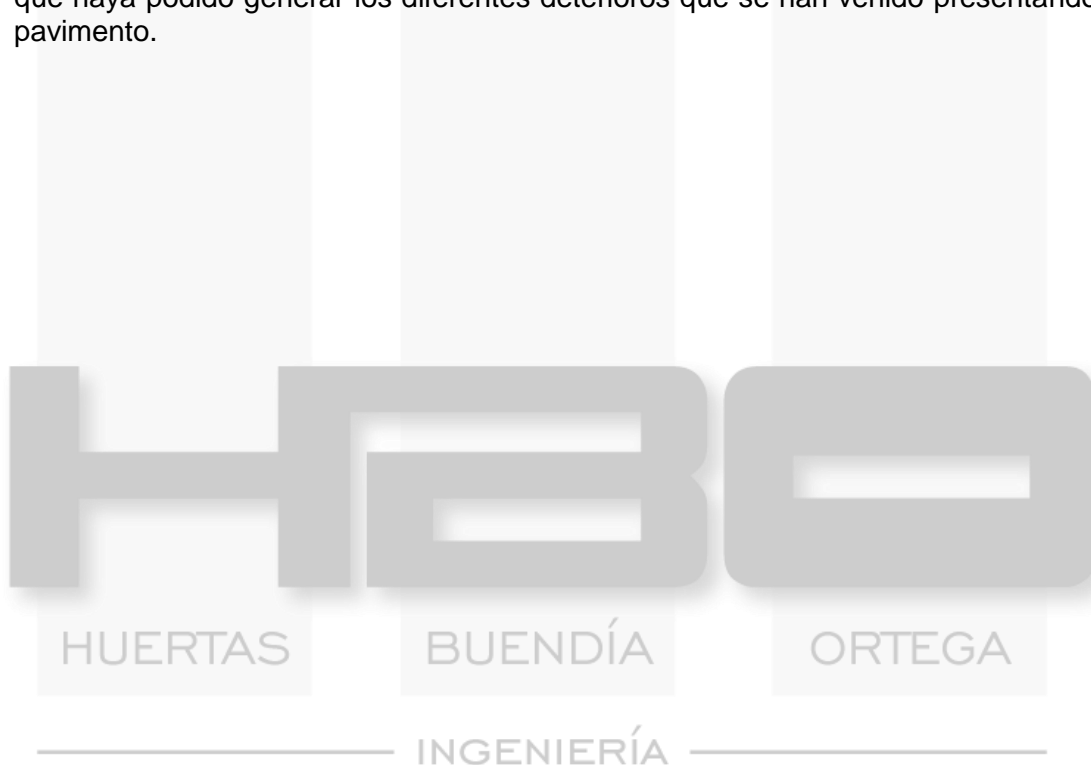 que haya podido generar los diferentes deterioros que se han venido presentando
pavimento.
HBO
HUERTAS BUENDÍA ORTEGA
INGENIERÍA